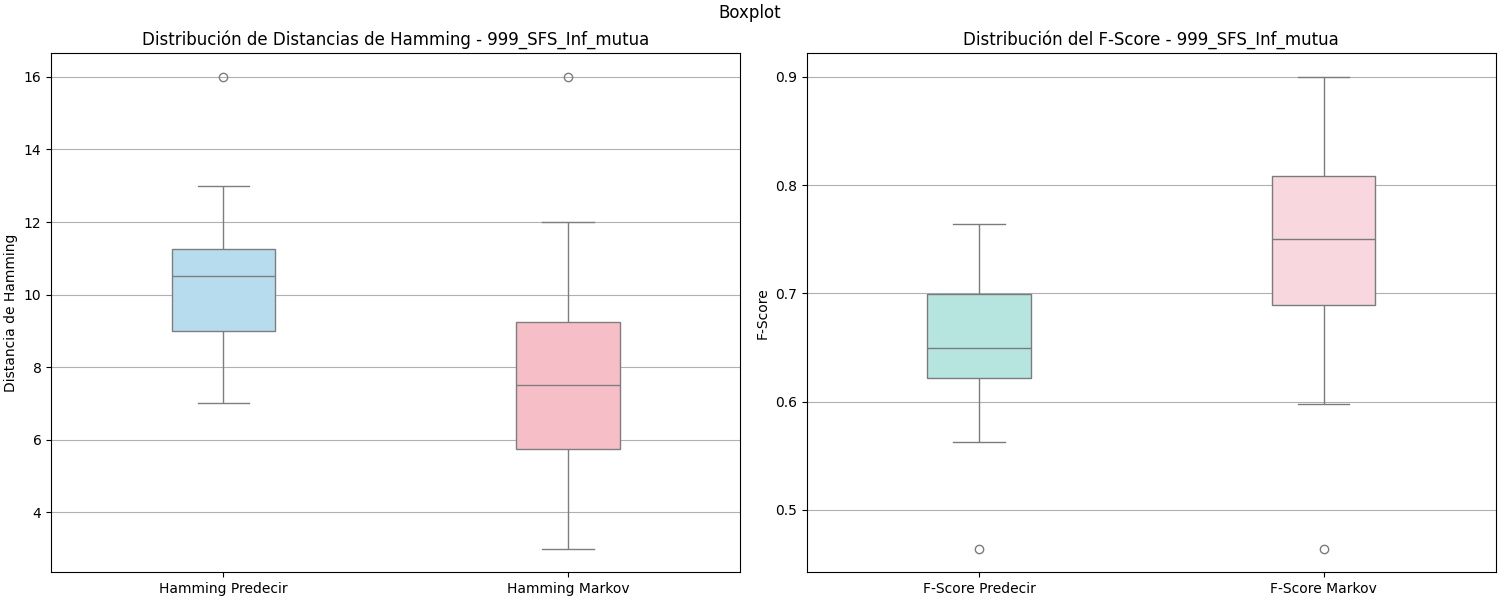 Boxplot
Distribución de Distancias de Hamming - 999_SFS_Inf_mutua
Distancia de Hamming
16
14
12
10
8
6
4
Hamming Predecir
Hamming Markov
Distribución del F-Score - 999_SFS_Inf_mutua
F-Score
0.9
0.8
0.7
0.6
0.5
F-Score Predecir
F-Score Markov